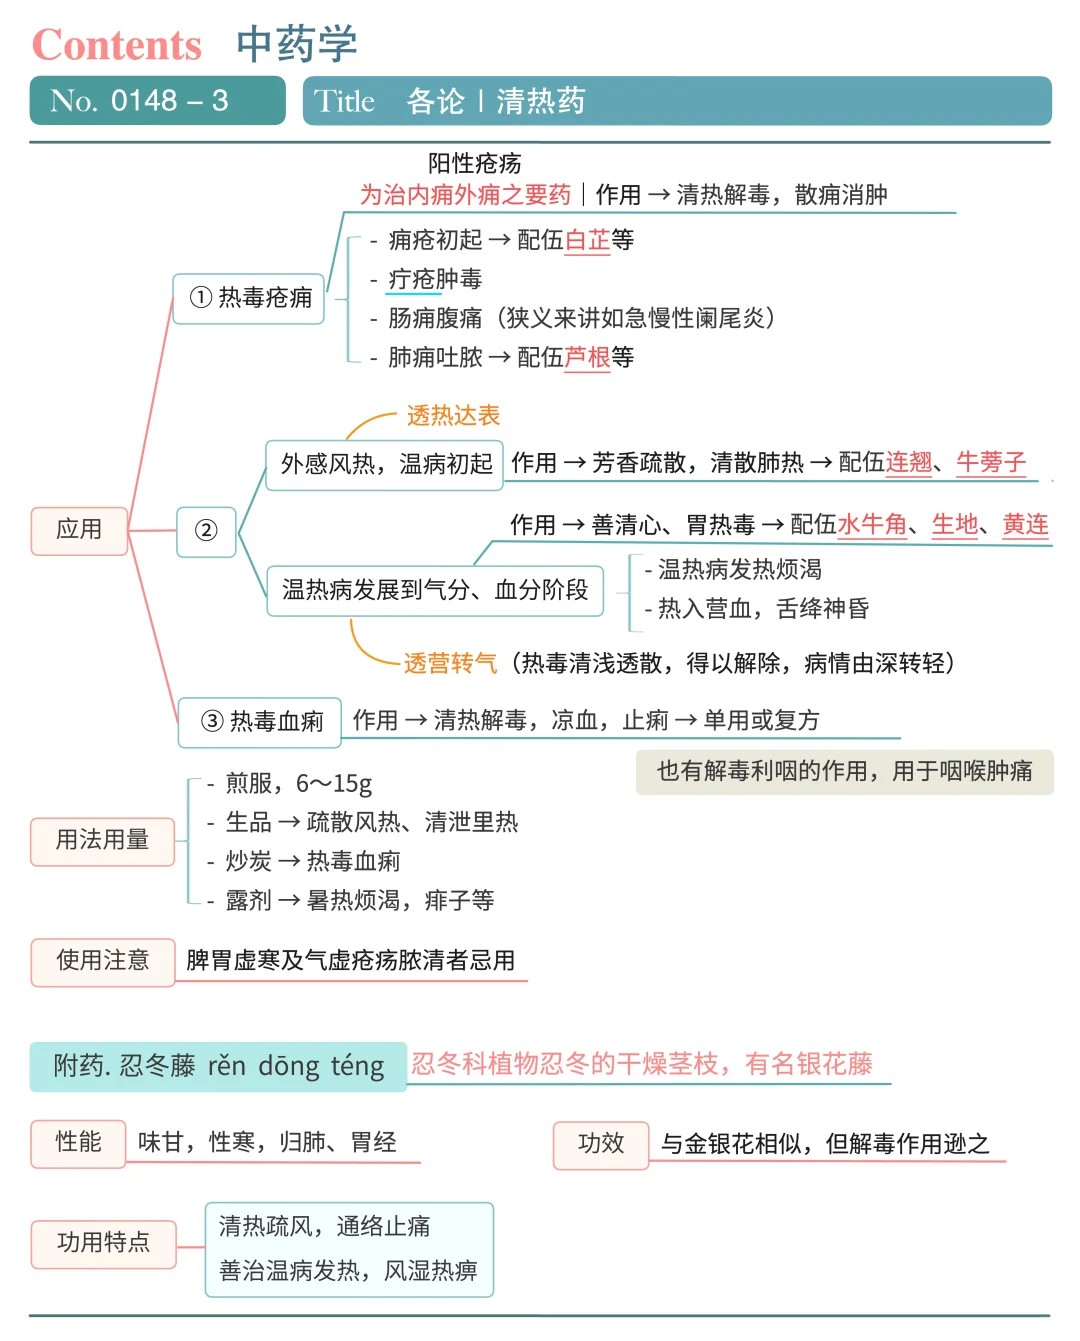 Contents 中药学
No. 0148 – 3
Title 各论 | 清热药
阳性疮疡
为治内痈外痈之要药｜作用 → 清热解毒，散痈消肿
① 热毒疮痈
- 痈疮初起 → 配伍白芷等
- 疔疮肿毒
- 肠痈腹痛（狭义来讲如急慢性阑尾炎）
- 肺痈吐脓 → 配伍芦根等
透热达表
外感风热，温病初起
作用 → 芳香疏散，清散肺热 → 配伍连翘、牛蒡子
应用
②
作用 → 善清心、胃热毒 → 配伍水牛角、生地、黄连
温热病发展到气分、血分阶段
- 温热病发热烦渴
- 热入营血，舌绛神昏
透营转气（热毒清浅透散，得以解除，病情由深转轻）
③ 热毒血痢
作用 → 清热解毒，凉血，止痢 → 单用或复方
也有解毒利咽的作用，用于咽喉肿痛
用法用量
- 煎服，6～15g
- 生品 → 疏散风热、清泄里热
- 炒炭 → 热毒血痢
- 露剂 → 暑热烦渴，痱子等
使用注意
脾胃虚寒及气虚疮疡脓清者忌用
附药. 忍冬藤 rěn dōng téng
忍冬科植物忍冬的干燥茎枝，有名银花藤
性能
味甘，性寒，归肺、胃经
功效
与金银花相似，但解毒作用逊之
功用特点
清热疏风，通络止痛
善治温病发热，风湿热痹